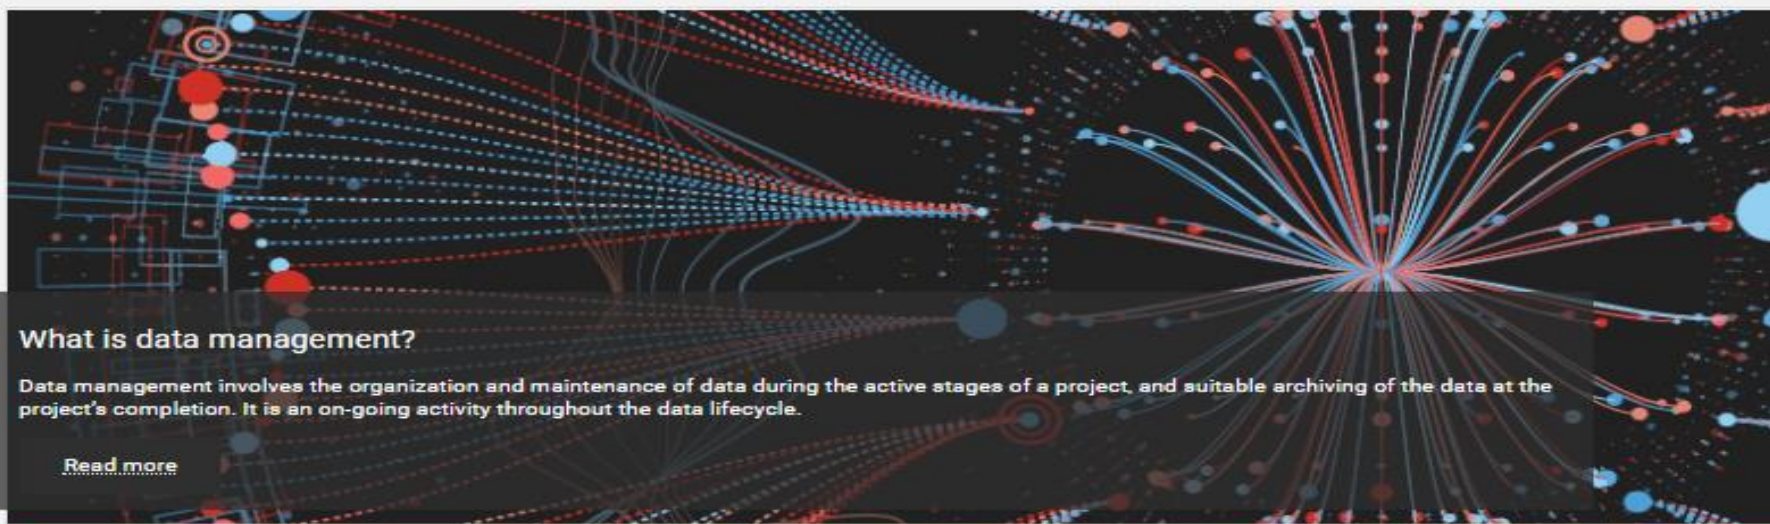 What is data management?
Data management involves the organization and maintenance of data during the active stages of a project, and suitable archiving of the data at the
project's completion. It is an on-going activity throughout the data lifecycle.
Read more